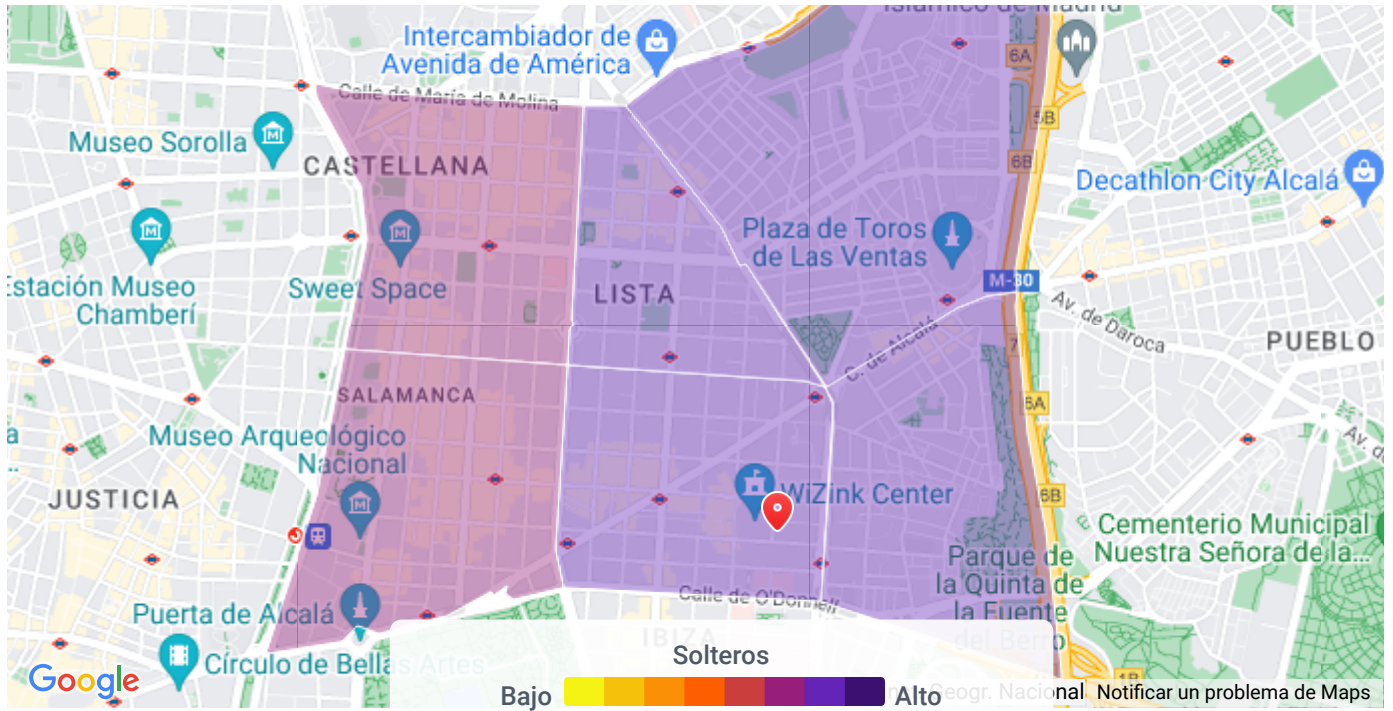 Islámico de Madrid
Intercambiador de
Avenida de América
6A
Calle de María de Molina
5B
Museo Sorolla
CASTELLANA
6B
Decathlon City Alcalá
Plaza de Toros
de Las Ventas
Estación Museo
Chamberí
Sweet Space
LISTA
M-30
Av. de Daroca
C. de Alcalá
7
PUEBLO
SALAMANCA
6A
a
..
Museo Arqueológico
Nacional
Av. d
JUSTICIA
WiZink Center
6B
Cementerio Municipal
Nuestra Señora de la...
Parque de
la Quinta de
la Fuente
del Berro
Calle de O'Donnell
Puerta de Alcalá
IBIZA
Círculo de Bellas Artes
Solteros
Google
Bajo
Alto
Geogr. Nacional
1B
Notificar un problema de Maps